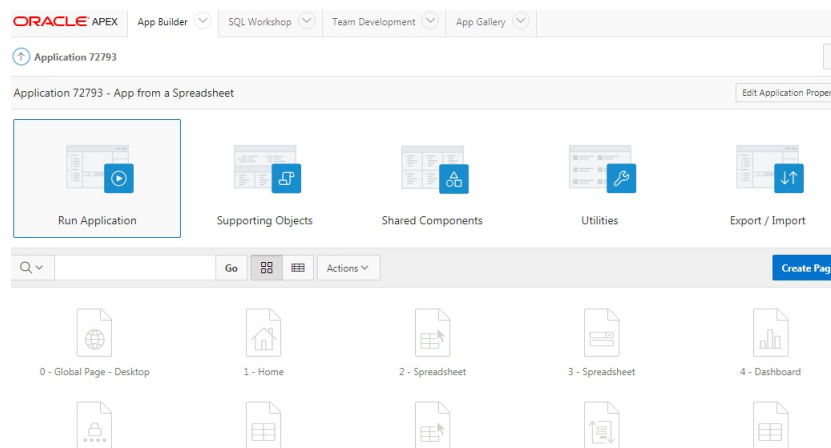 ORACLE APEX App Builder SQL Workshop Team Development App Gallery
Application 72793
Application 72793 - App from a Spreadsheet Edit Application Proper
Run Application Supporting Objects Shared Components Utilities Export / Import
Go Actions Create Pag
0 - Global Page - Desktop 1 - Home 2 - Spreadsheet 3 - Spreadsheet 4 - Dashboard